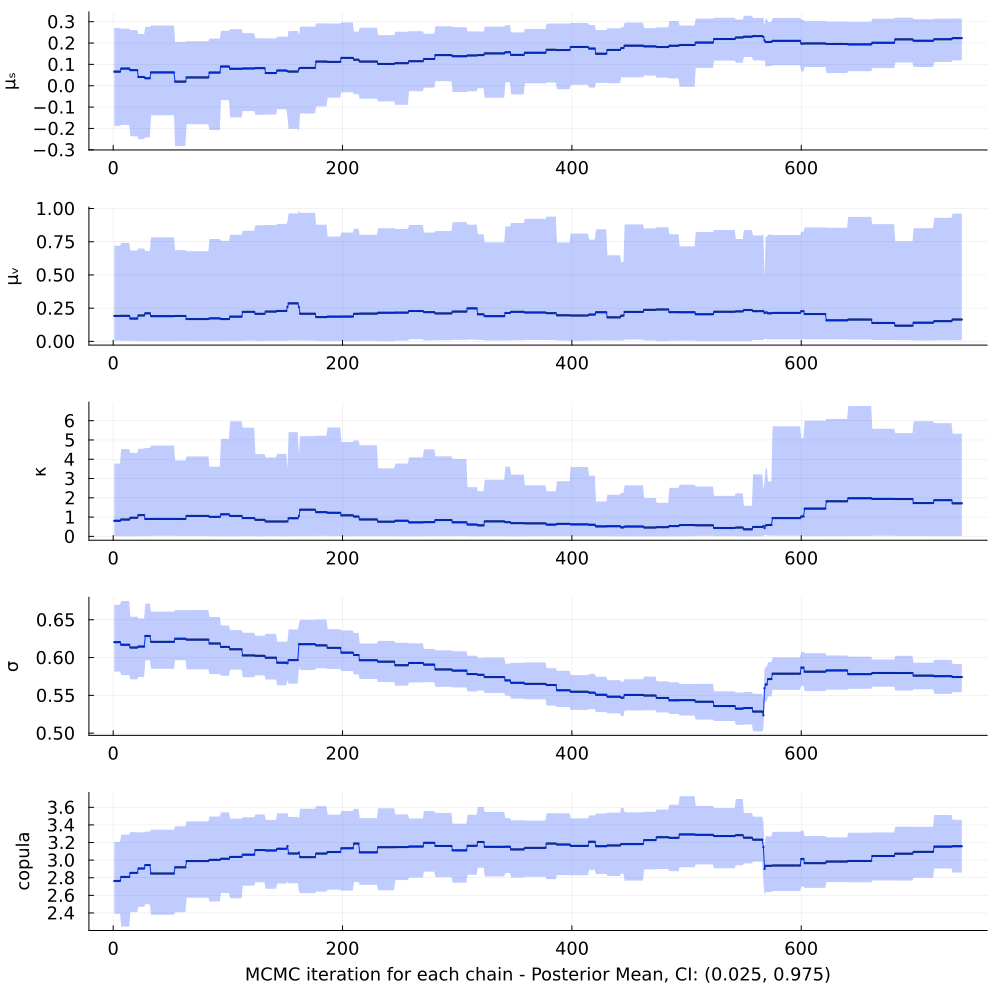 0.3
0.2
0.1
0.0
−0.1
−0.2
−0.3
μₛ
0 200 400 600
1.00
0.75
0.50
0.25
0.00
μᵥ
0 200 400 600
6
5
4
3
2
1
0
κ
0 200 400 600
0.65
0.60
0.55
0.50
σ
0 200 400 600
3.6
3.4
3.2
3.0
2.8
2.6
2.4
copula
0 200 400 600
MCMC iteration for each chain - Posterior Mean, CI: (0.025, 0.975)